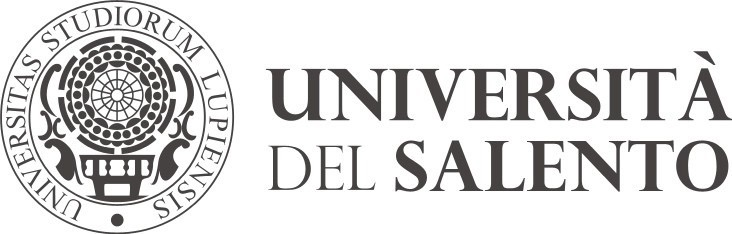 UNIVERSITAS STUDIORUM LUPIENSIS
UNIVERSITÀ
DEL SALENTO